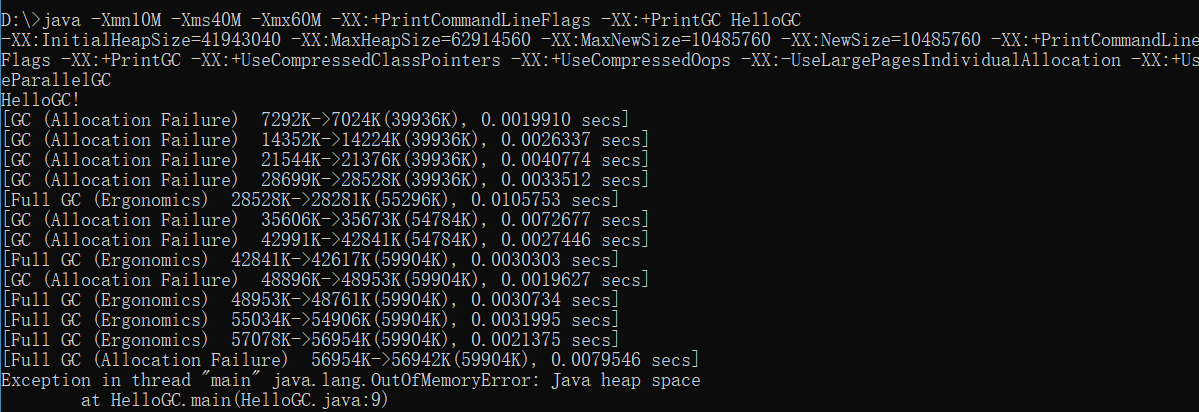 D:\>java -Xmn10M -Xms40M -Xmx60M -XX:+PrintCommandLineFlags -XX:+PrintGC HelloGC
-XX:InitialHeapSize=41943040 -XX:MaxHeapSize=62914560 -XX:MaxNewSize=10485760 -XX:NewSize=10485760 -XX:+PrintCommandLine
Flags -XX:+PrintGC -XX:+UseCompressedClassPointers -XX:+UseCompressedOops -XX:-UseLargePagesIndividualAllocation -XX:+Us
eParallelGC
HelloGC!
[GC (Allocation Failure)  7292K->7024K(39936K), 0.0019910 secs]
[GC (Allocation Failure)  14352K->14224K(39936K), 0.0026337 secs]
[GC (Allocation Failure)  21544K->21376K(39936K), 0.0040774 secs]
[GC (Allocation Failure)  28699K->28528K(39936K), 0.0033512 secs]
[Full GC (Ergonomics)  28528K->28281K(55296K), 0.0105753 secs]
[GC (Allocation Failure)  35606K->35673K(54784K), 0.0072677 secs]
[GC (Allocation Failure)  42991K->42841K(54784K), 0.0027446 secs]
[Full GC (Ergonomics)  42841K->42617K(59904K), 0.0030303 secs]
[GC (Allocation Failure)  48896K->48953K(59904K), 0.0019627 secs]
[Full GC (Ergonomics)  48953K->48761K(59904K), 0.0030734 secs]
[Full GC (Ergonomics)  55034K->54906K(59904K), 0.0031995 secs]
[Full GC (Ergonomics)  57078K->56954K(59904K), 0.0021375 secs]
[Full GC (Allocation Failure)  56954K->56942K(59904K), 0.0079546 secs]
Exception in thread "main" java.lang.OutOfMemoryError: Java heap space
        at HelloGC.main(HelloGC.java:9)